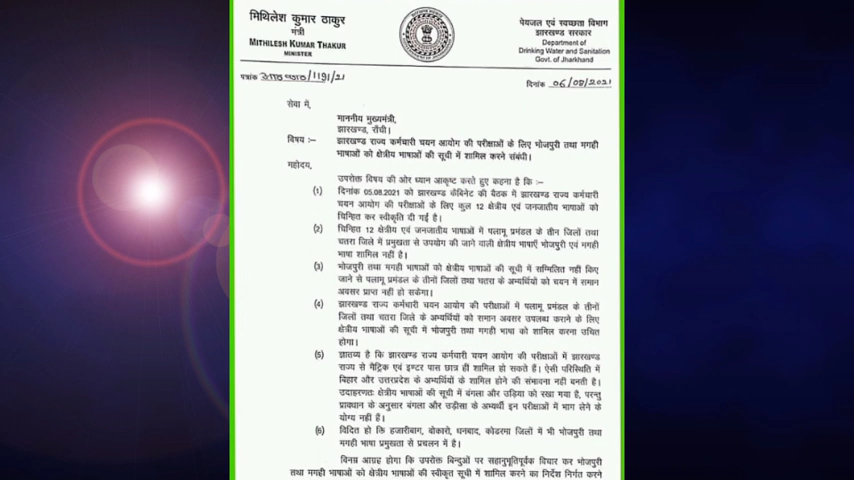 मिथिलेश कुमार ठाकुर
मंत्री
MITHILESH KUMAR THAKUR
MINISTER
पेयजल एवं स्वच्छता विभाग
झारखण्ड सरकार
Department of
Drinking Water and Sanitation
Govt. of Jharkhand
पत्रांक /1191/21
दिनांक 06/08/2021
सेवा में,
माननीय मुख्यमंत्री,
झारखण्ड, राँची।
विषय :– झारखण्ड राज्य कर्मचारी चयन आयोग की परीक्षाओं के लिए भोजपुरी तथा मगही
भाषाओं को क्षेत्रीय भाषाओं की सूची में शामिल करने संबंधी।
महोदय,
उपरोक्त विषय की ओर ध्यान आकृष्ट करते हुए कहना है कि :–
(1) दिनांक 05.08.2021 को झारखण्ड कैबिनेट की बैठक में झारखण्ड राज्य कर्मचारी
चयन आयोग की परीक्षाओं के लिए कुल 12 क्षेत्रीय एवं जनजातीय भाषाओं को
चिन्हित कर स्वीकृति दी गई है।
(2) चिन्हित 12 क्षेत्रीय एवं जनजातीय भाषाओं में पलामू प्रमंडल के तीन जिलों तथा
चतरा जिले में प्रमुखता से उपयोग की जाने वाली क्षेत्रीय भाषाएँ भोजपुरी एवं मगही
भाषा शामिल नहीं है।
(3) भोजपुरी तथा मगही भाषाओं को क्षेत्रीय भाषाओं की सूची में सम्मिलित नहीं किए
जाने से पलामू प्रमंडल के तीनों जिलों तथा चतरा के अभ्यर्थियों को चयन में समान
अवसर प्राप्त नहीं हो सकेगा।
(4) झारखण्ड राज्य कर्मचारी चयन आयोग की परीक्षाओं में पलामू प्रमंडल के तीनों
जिलों तथा चतरा जिले के अभ्यर्थियों को समान अवसर उपलब्ध कराने के लिए
क्षेत्रीय भाषाओं की सूची में भोजपुरी तथा मगही भाषा को शामिल करना उचित
होगा।
(5) ज्ञातव्य है कि झारखण्ड राज्य कर्मचारी चयन आयोग की परीक्षाओं में झारखण्ड
राज्य से मैट्रिक एवं इण्टर पास छात्र ही शामिल हो सकते हैं। ऐसी परिस्थिति में
बिहार और उत्तरप्रदेश के अभ्यर्थियों के शामिल होने की संभावना नही बनती है।
उदाहरणतः क्षेत्रीय भाषाओं की सूची में बंगला और उड़िया को रखा गया है, परन्तु
प्रावधान के अनुसार बंगला और उड़ीसा के अभ्यर्थी इन परीक्षाओं में भाग लेने के
योग्य नहीं हैं।
(6) विदित हो कि हजारीबाग, बोकारो, धनबाद, कोडरमा जिलों में भी भोजपुरी तथा
मगही भाषा प्रमुखता से प्रचलन में है।
विनम्र आग्रह होगा कि उपरोक्त बिन्दुओं पर सहानुभूतिपूर्वक विचार कर भोजपुरी
तथा मगही भाषाओं को क्षेत्रीय भाषाओं की स्वीकृत सूची में शामिल करने का निर्देश निर्गत करने